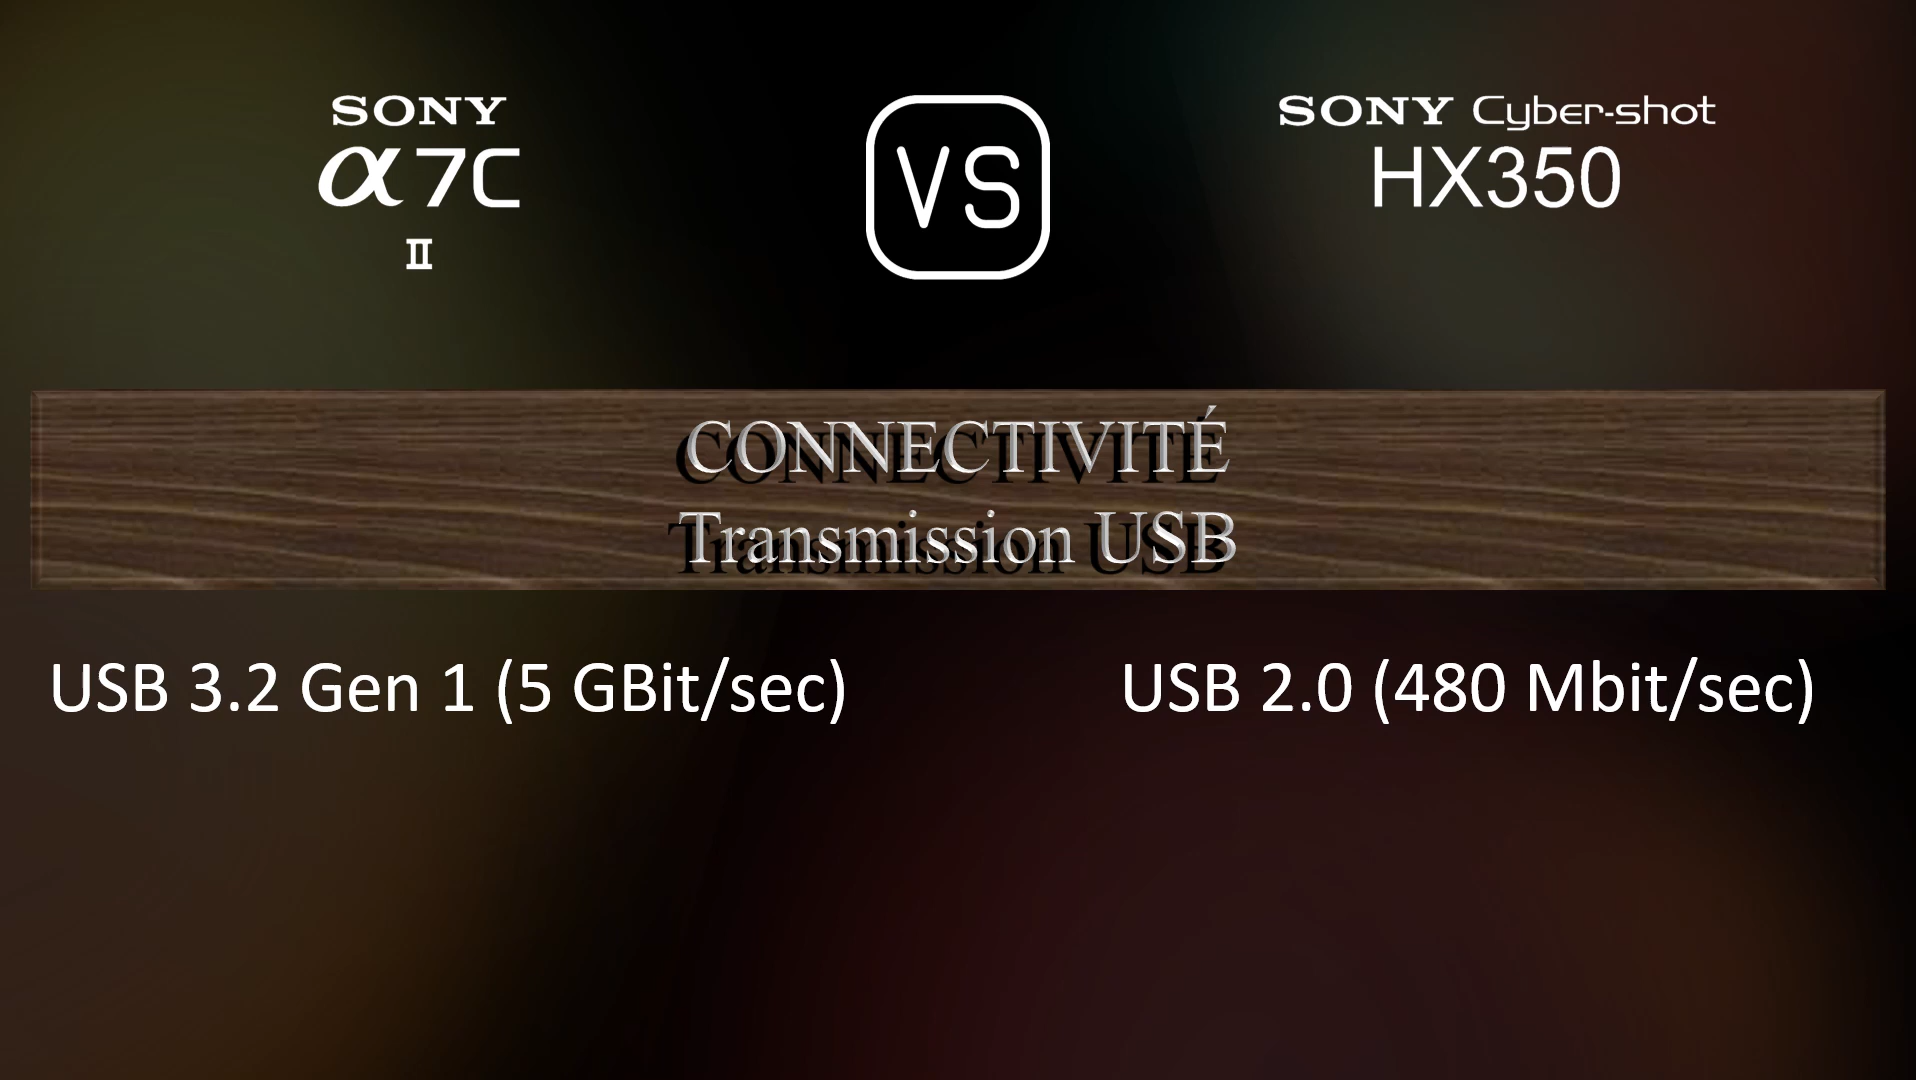 SONY
α7C
II
VS
SONY Cyber-shot
HX350
CONNECTIVITÉ
Transmission USB
USB 3.2 Gen 1 (5 GBit/sec)
USB 2.0 (480 Mbit/sec)